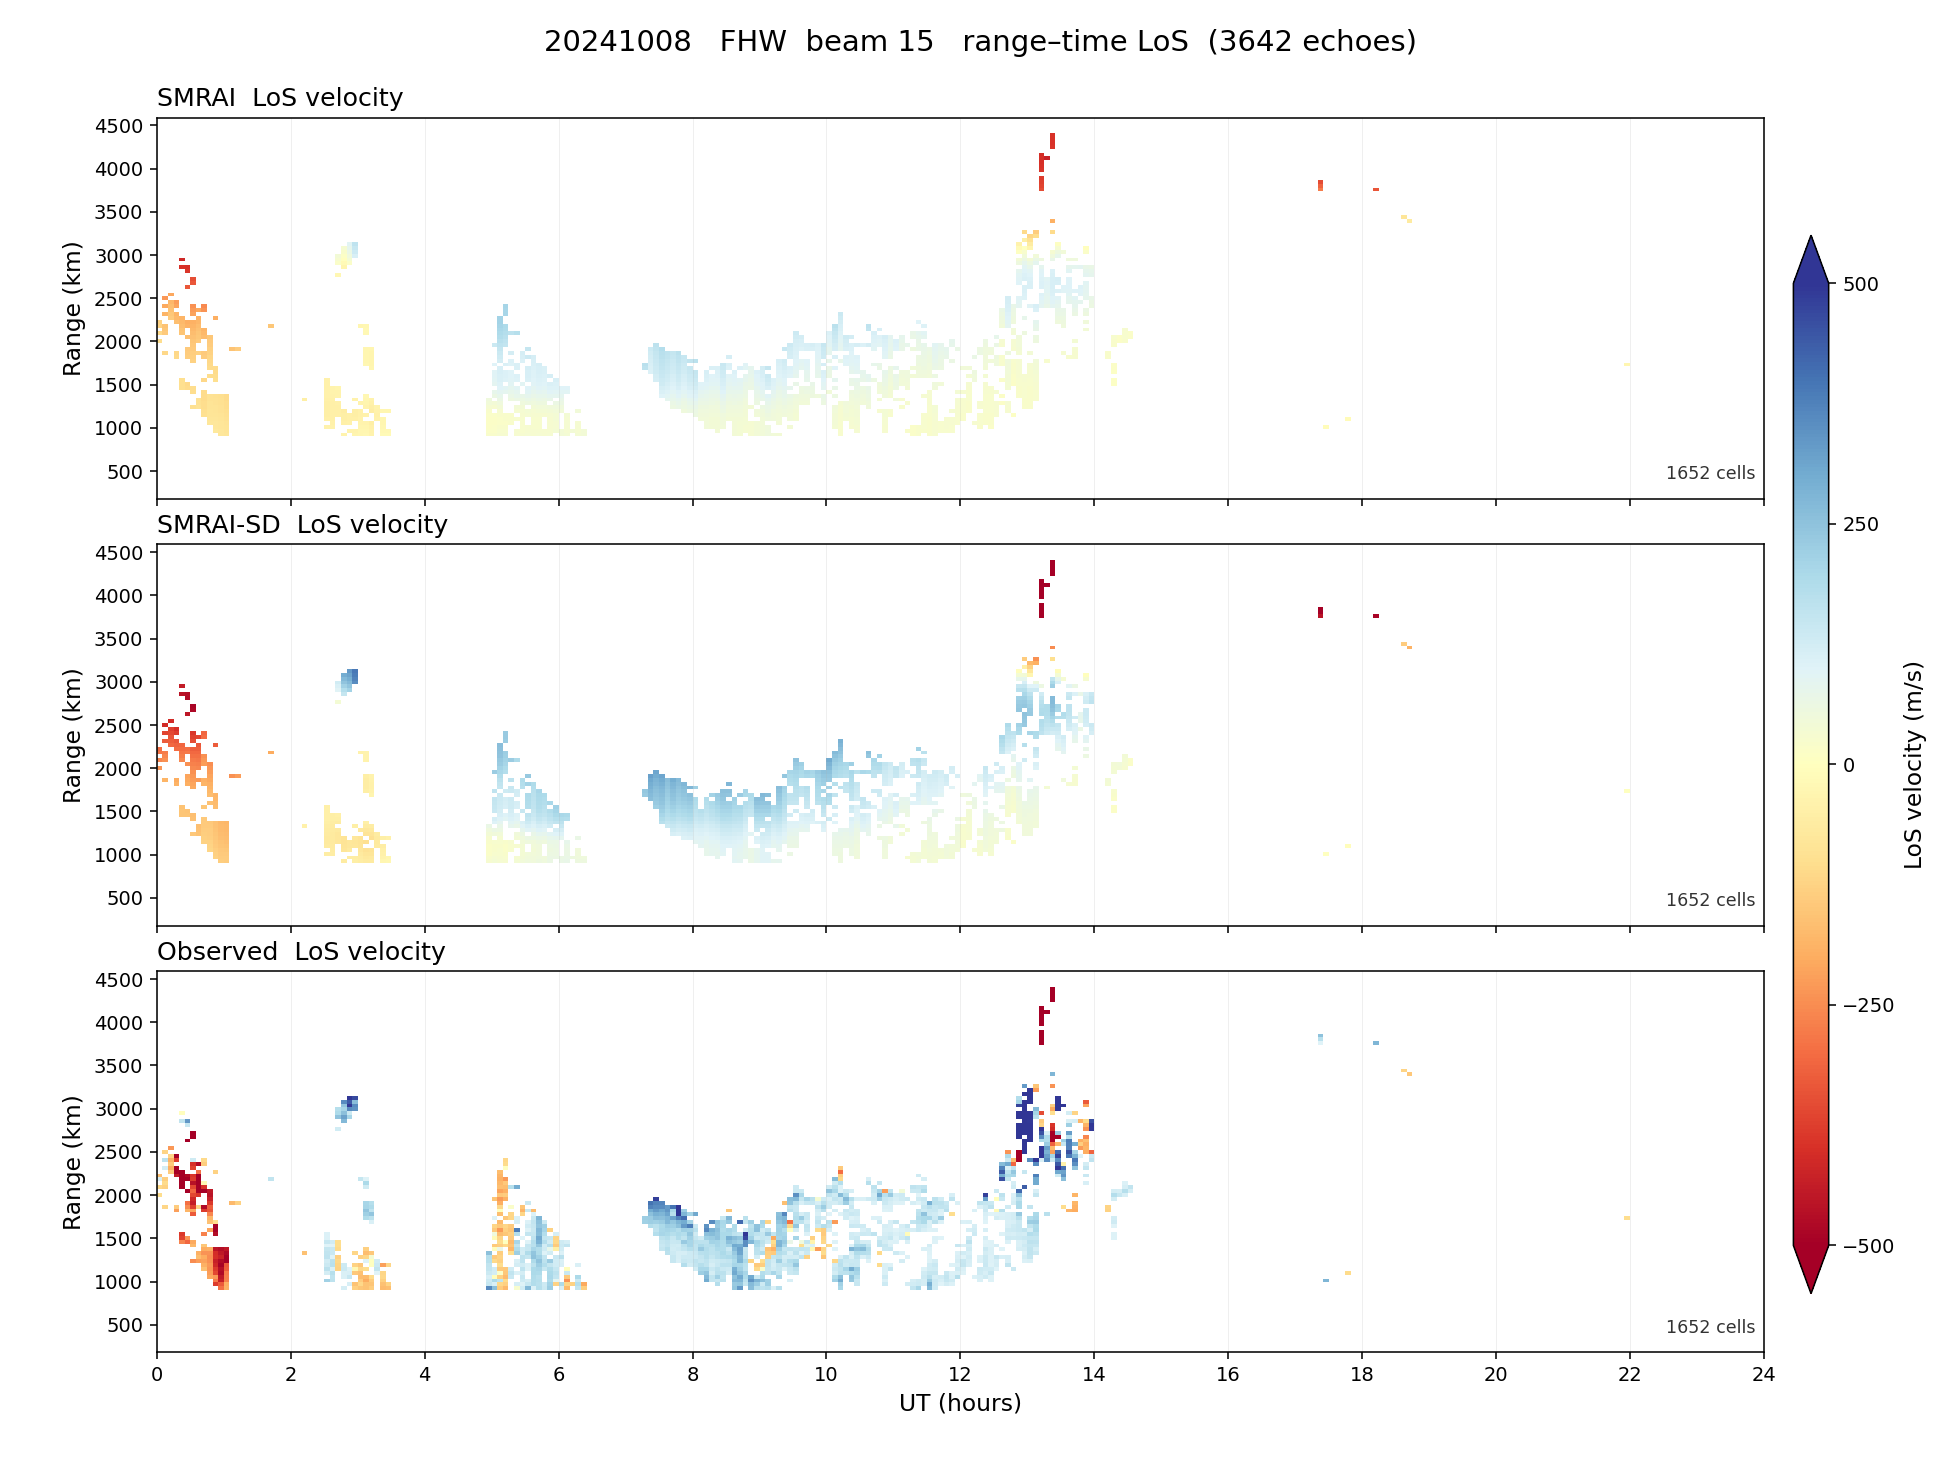 20241008 FHW beam 15 range–time LoS (3642 echoes)
SMRAI LoS velocity
4500
4000
3500
3000
2500
2000
1500
1000
500
Range (km)
1652 cells
SMRAI-SD LoS velocity
4500
4000
3500
3000
2500
2000
1500
1000
500
Range (km)
1652 cells
Observed LoS velocity
4500
4000
3500
3000
2500
2000
1500
1000
500
Range (km)
1652 cells
0 2 4 6 8 10 12 14 16 18 20 22 24
UT (hours)
500
250
0
−250
−500
LoS velocity (m/s)